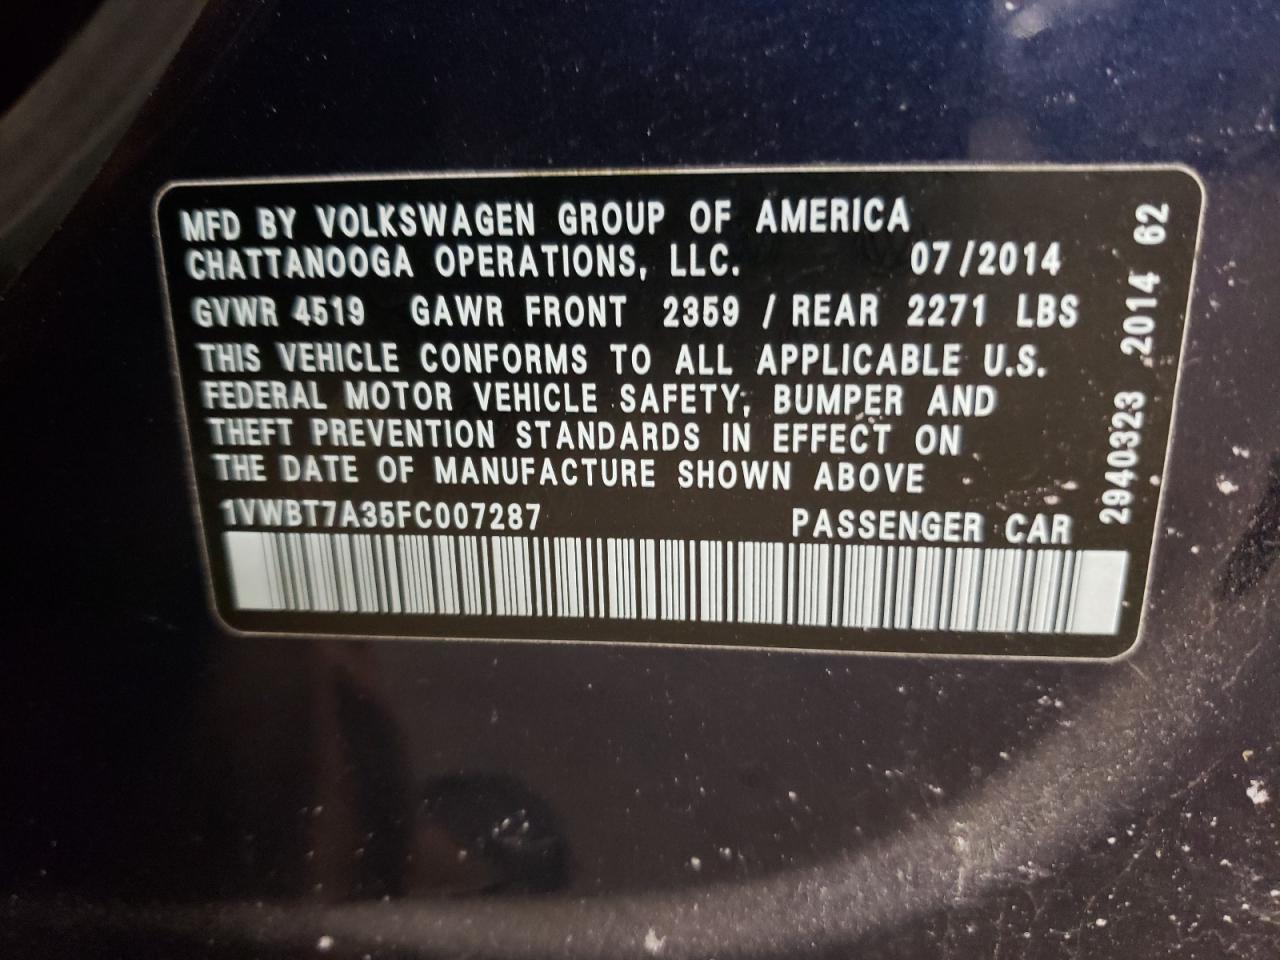 MFD BY VOLKSWAGEN GROUP OF AMERICA
CHATTANOOGA OPERATIONS, LLC. 07/2014
GVWR 4519 GAWR FRONT 2359 / REAR 2271 LBS
THIS VEHICLE CONFORMS TO ALL APPLICABLE U.S.
FEDERAL MOTOR VEHICLE SAFETY, BUMPER AND
THEFT PREVENTION STANDARDS IN EFFECT ON
THE DATE OF MANUFACTURE SHOWN ABOVE
1VWBT7A35FC007287 PASSENGER CAR
2940323 2014 62